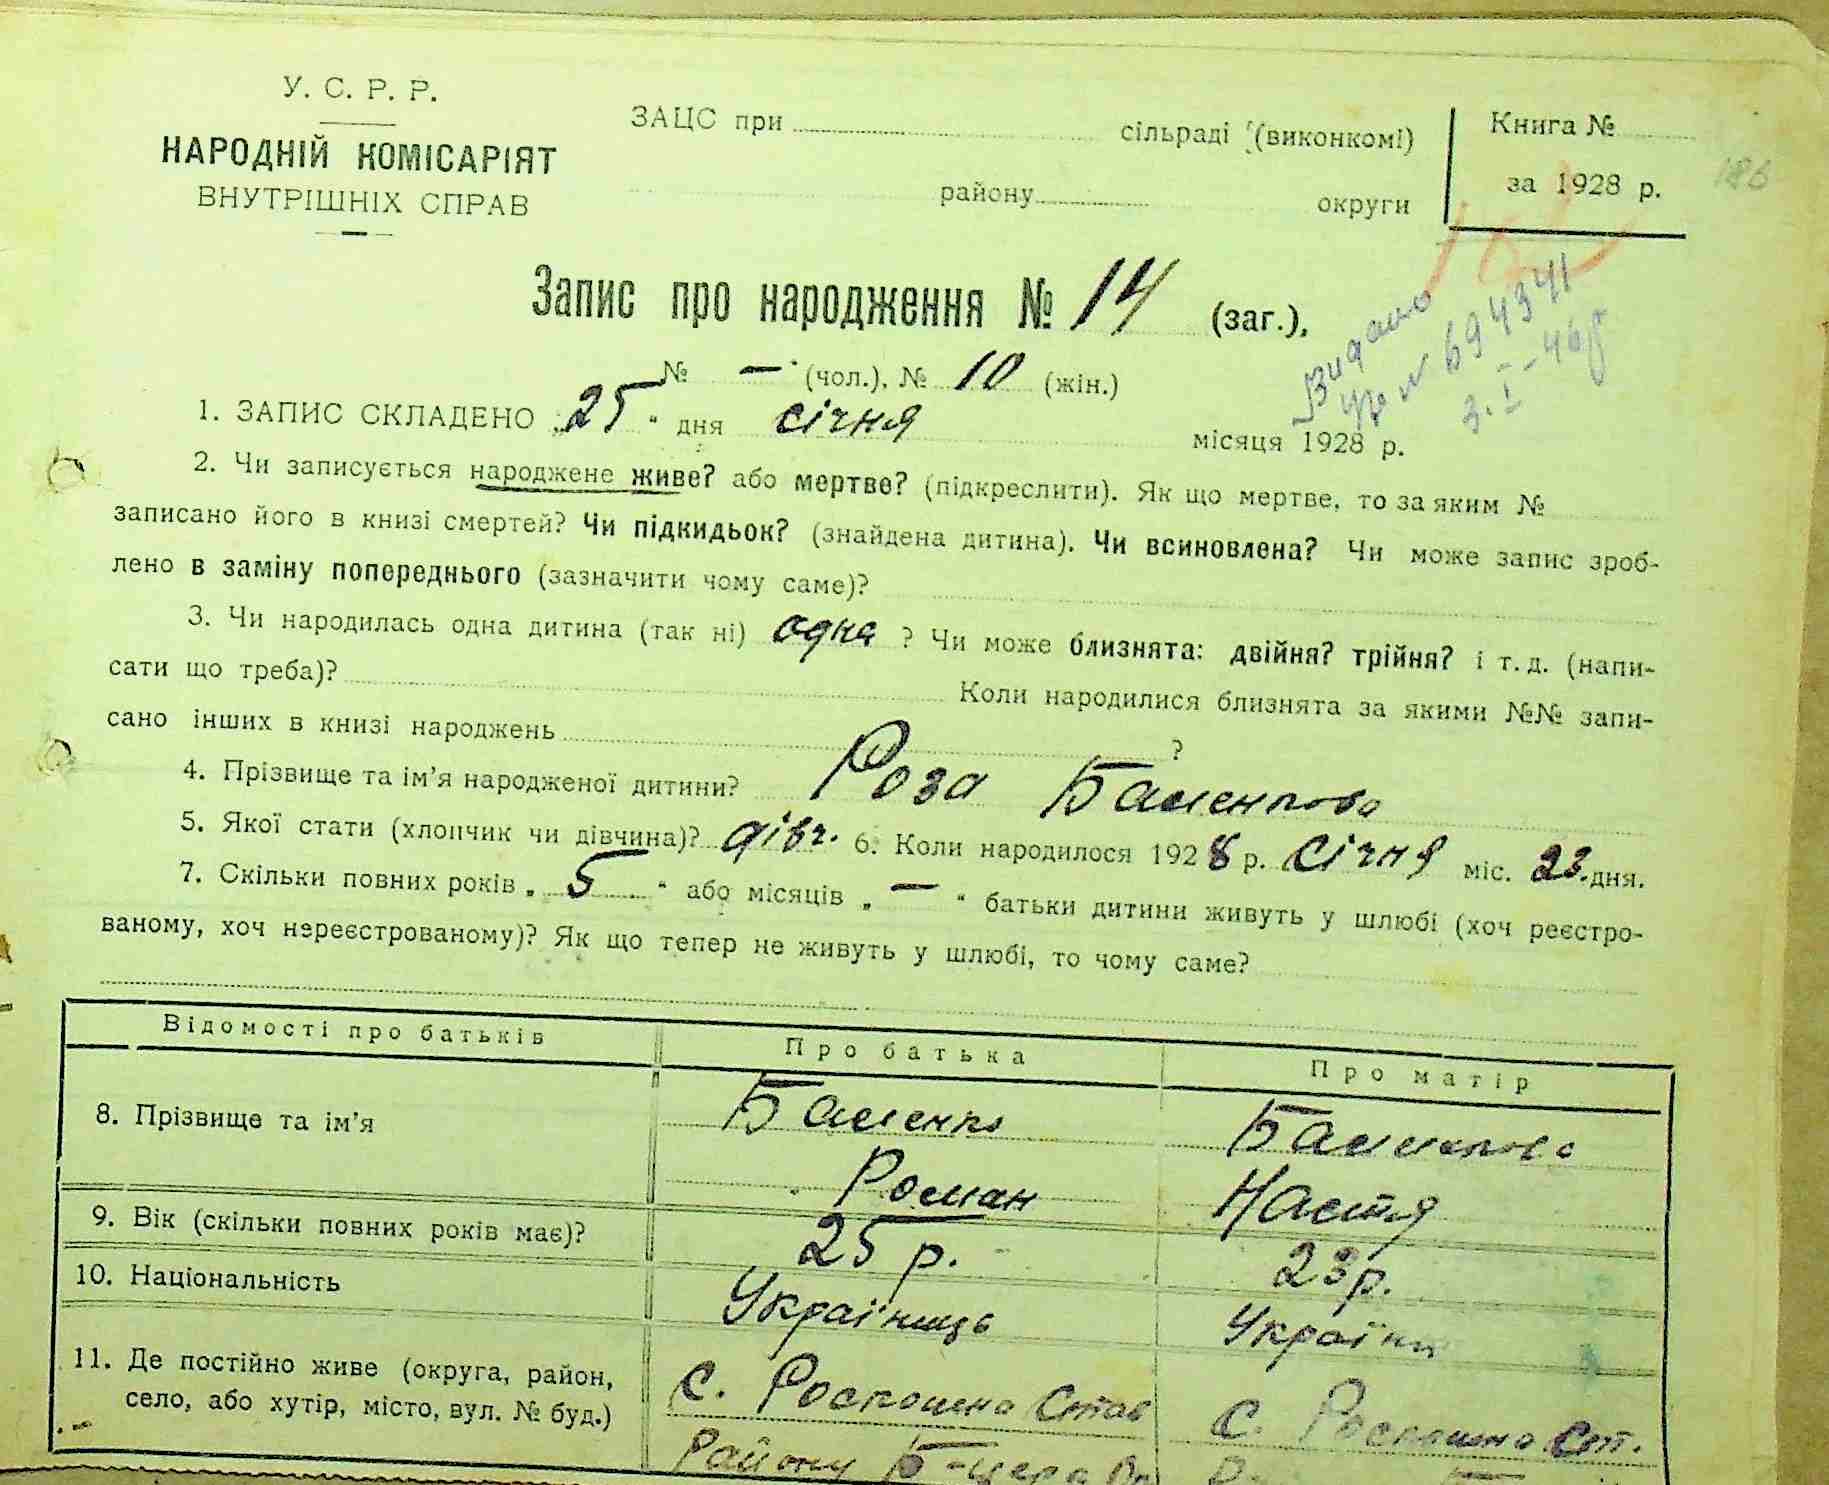 У. С. Р. Р.
НАРОДНІЙ КОМІСАРІЯТ
ВНУТРІШНІХ СПРАВ
ЗАЦС при сільраді (виконкомі)
району округи
Книга №
за 1928 р.
186
Запис про народження № 14 (заг.),
№ — (чол.), № 10 (жін.)
Видано
№ 694341
3. I - 46 р
1. ЗАПИС СКЛАДЕНО „25" дня січня місяця 1928 р.
2. Чи записується народжене живе? або мертве? (підкреслити). Як що мертве, то за яким №
записано його в книзі смертей? Чи підкидьок? (знайдена дитина). Чи всиновлена? Чи може запис зроб-
лено в заміну попереднього (зазначити чому саме)?
3. Чи народилась одна дитина (так ні) одна ? Чи може близнята: двійня? трійня? і т. д. (напи-
сати що треба)? Коли народилися близнята за якими №№ запи-
сано інших в книзі народжень ?
4. Прізвище та ім'я народженої дитини? Роза
5. Якої стати (хлопчик чи дівчина)? дівч. 6. Коли народилося 1928 р. січня міс. 23. дня.
7. Скільки повних років „ 5 " або місяців „ — " батьки дитини живуть у шлюбі (хоч реєстро-
ваному, хоч нереєстрованому)? Як що тепер не живуть у шлюбі, то чому саме?
Відомості про батьків Про батька Про матір
8. Прізвище та ім'я
Роман Настя
9. Вік (скільки повних років має)? 25 р. 23 р.
10. Національність Українець
11. Де постійно живе (округа, район,
село, або хутір, місто, вул. № буд.)
С. С.
Району